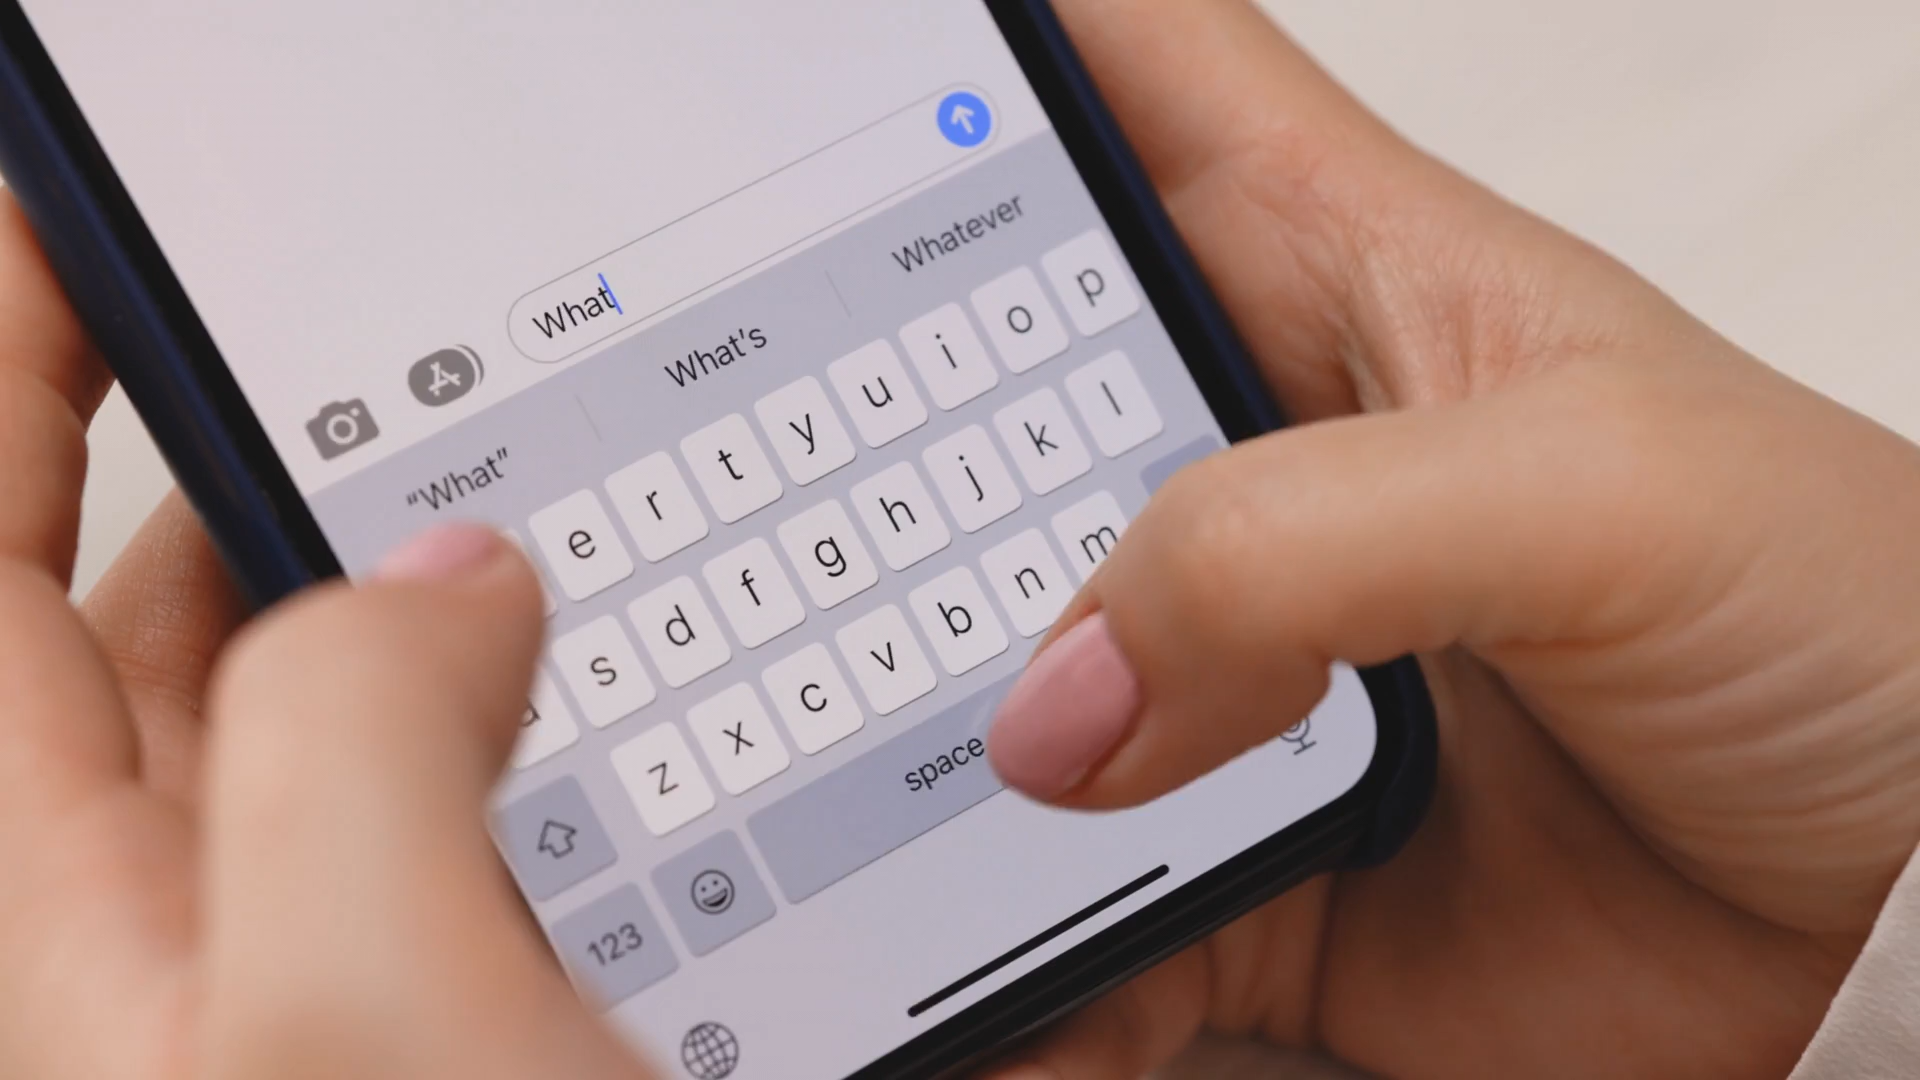 What
“What” What's Whatever
e r t y u i o p
a s d f g h j k l
z x c v b n m
123 space